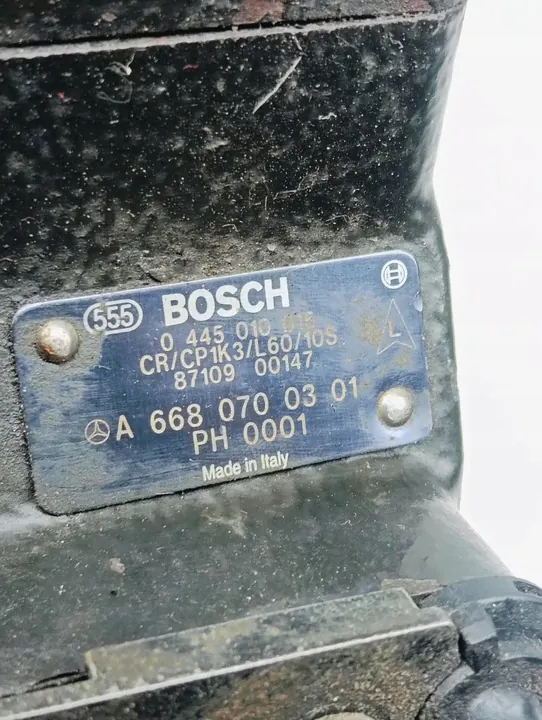 555 BOSCH
0 445 010 015
CR/CP1K3/L60/10S
L
87109 00147
A 668 070 03 01
PH 0001
Made in Italy